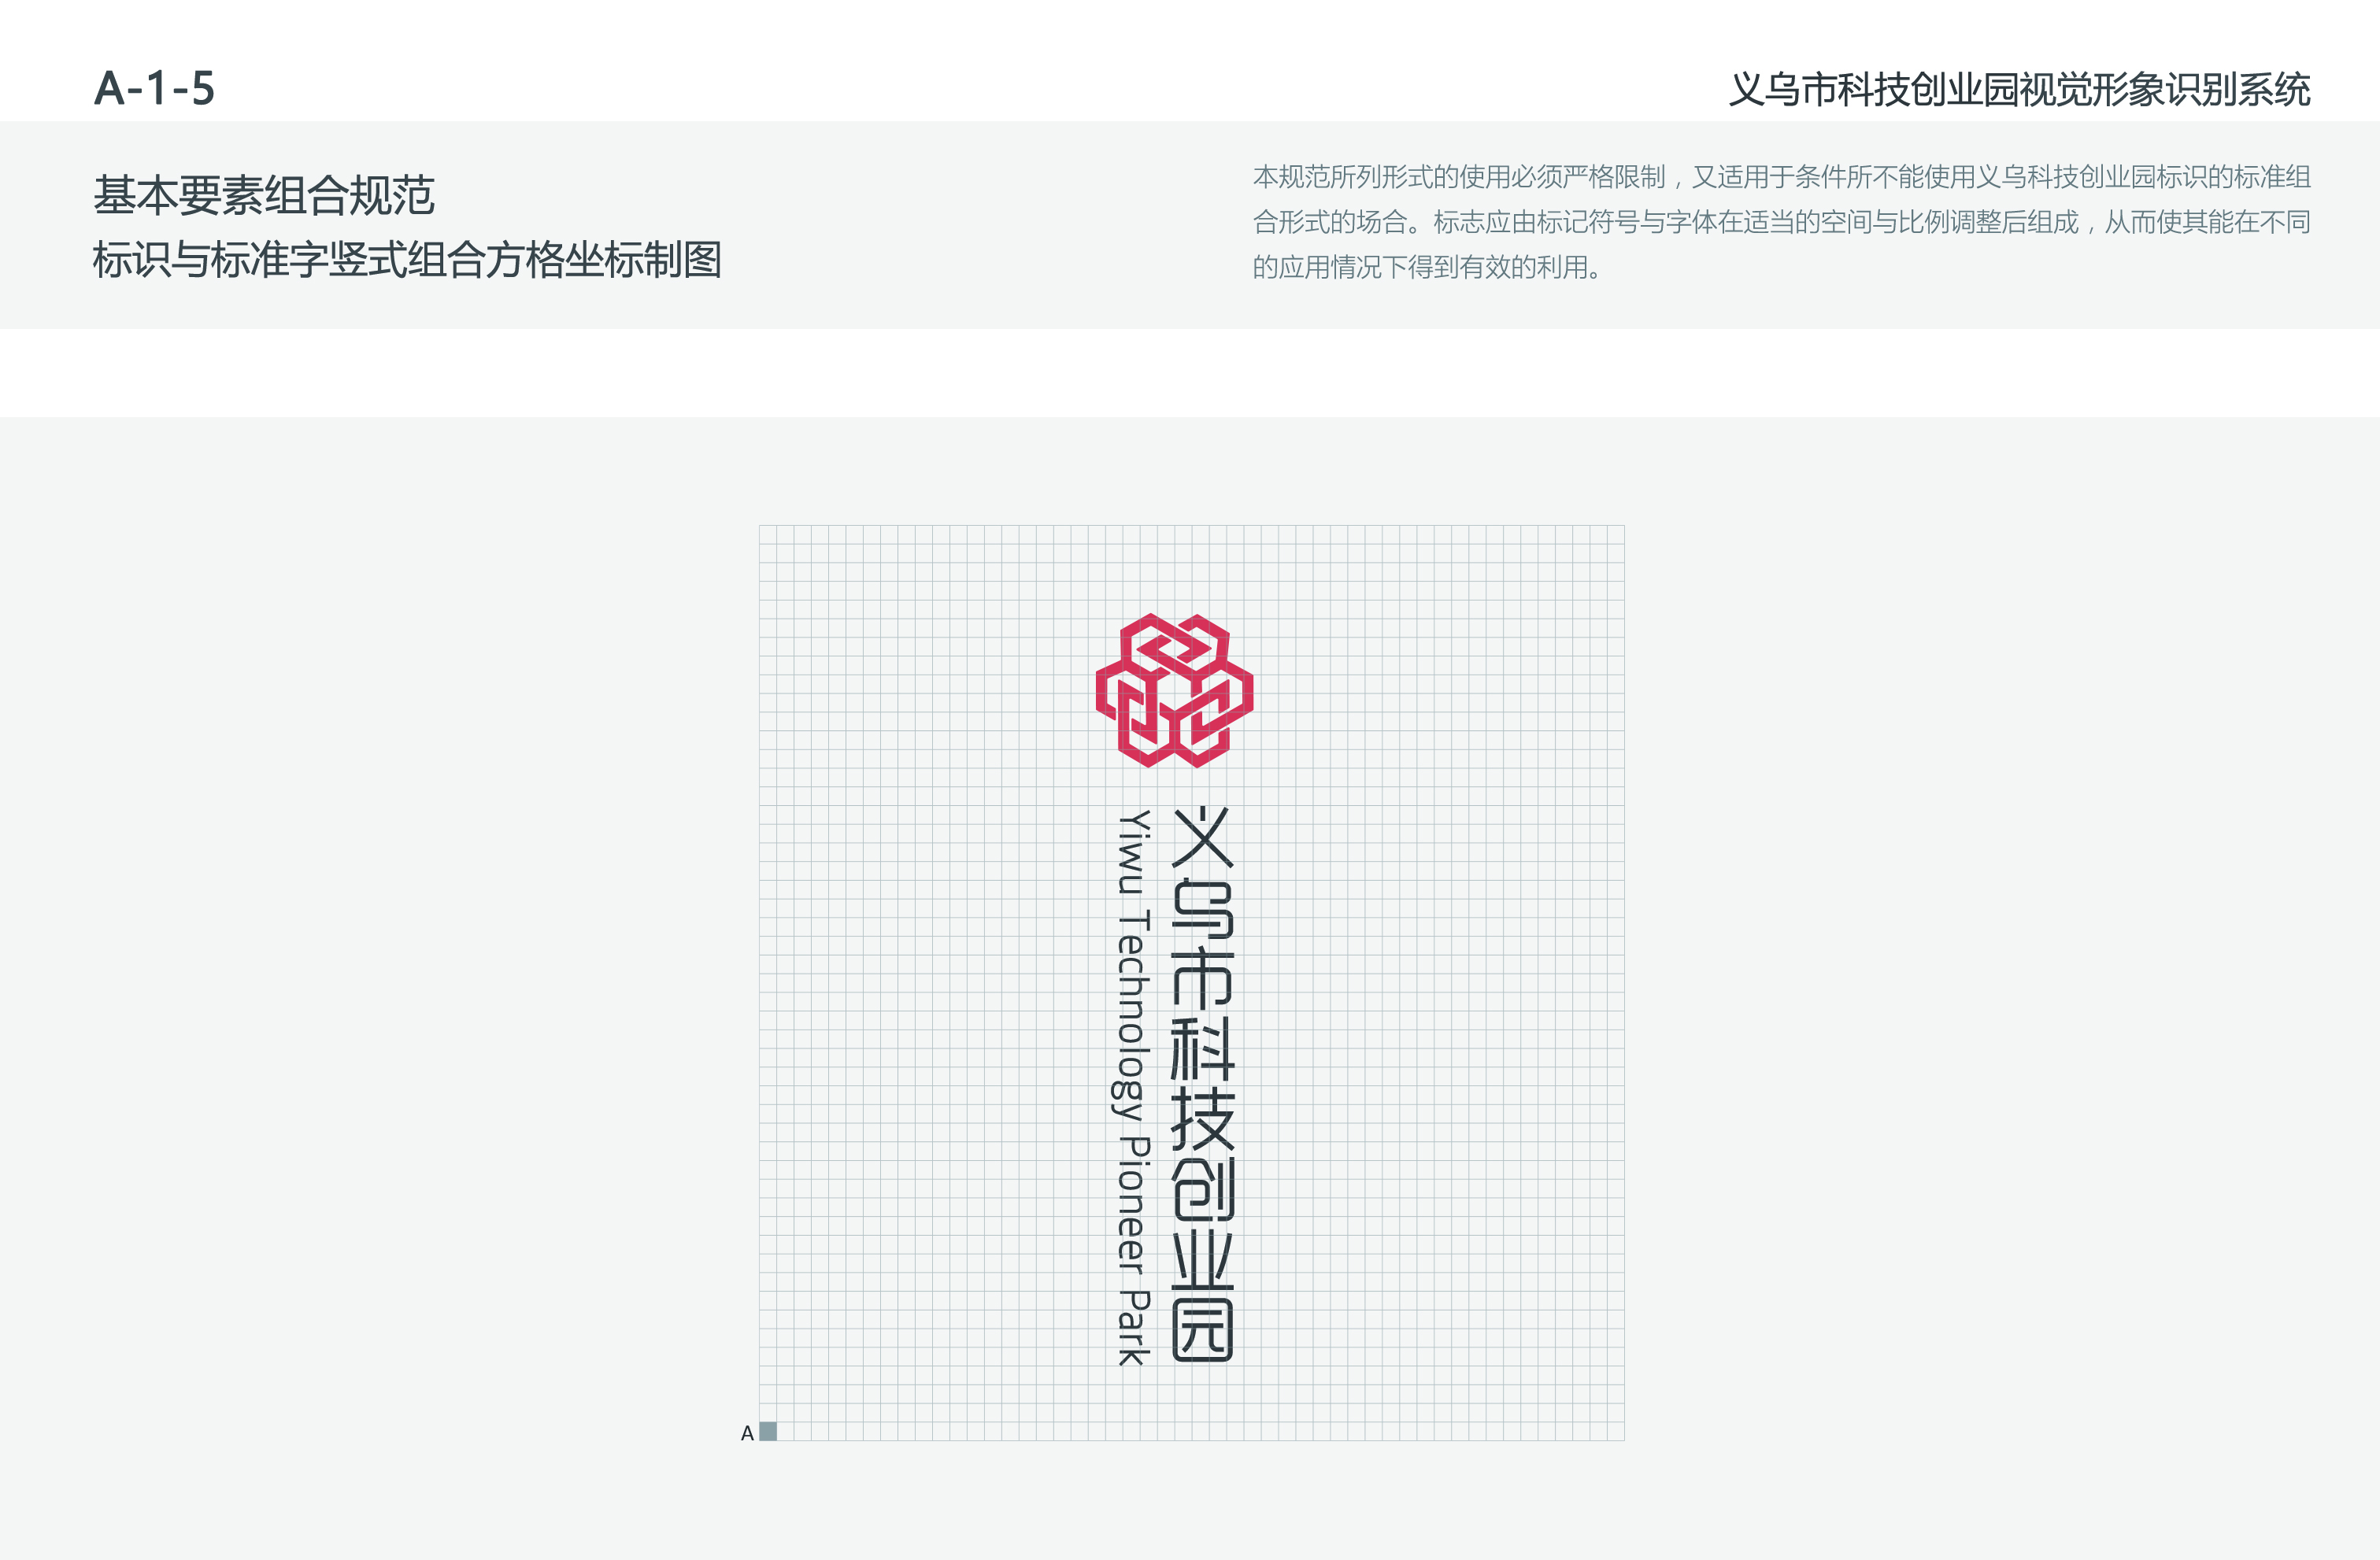 A-1-5
义乌市科技创业园视觉形象识别系统
基本要素组合规范
标识与标准字竖式组合方格坐标制图
本规范所列形式的使用必须严格限制，又适用于条件所不能使用义乌科技创业园标识的标准组
合形式的场合。标志应由标记符号与字体在适当的空间与比例调整后组成，从而使其能在不同
的应用情况下得到有效的利用。
义乌市科技创业园
Yiwu Technology Pioneer Park
A